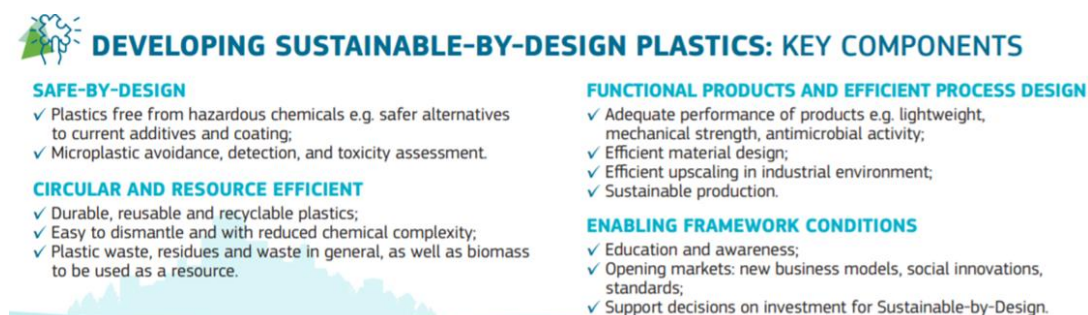 DEVELOPING SUSTAINABLE-BY-DESIGN PLASTICS: KEY COMPONENTS
SAFE-BY-DESIGN
✓ Plastics free from hazardous chemicals e.g. safer alternatives
to current additives and coating;
✓ Microplastic avoidance, detection, and toxicity assessment.
CIRCULAR AND RESOURCE EFFICIENT
✓ Durable, reusable and recyclable plastics;
✓ Easy to dismantle and with reduced chemical complexity;
✓ Plastic waste, residues and waste in general, as well as biomass
to be used as a resource.
FUNCTIONAL PRODUCTS AND EFFICIENT PROCESS DESIGN
✓ Adequate performance of products e.g. lightweight,
mechanical strength, antimicrobial activity;
✓ Efficient material design;
✓ Efficient upscaling in industrial environment;
✓ Sustainable production.
ENABLING FRAMEWORK CONDITIONS
✓ Education and awareness;
✓ Opening markets: new business models, social innovations,
standards;
✓ Support decisions on investment for Sustainable-by-Design.